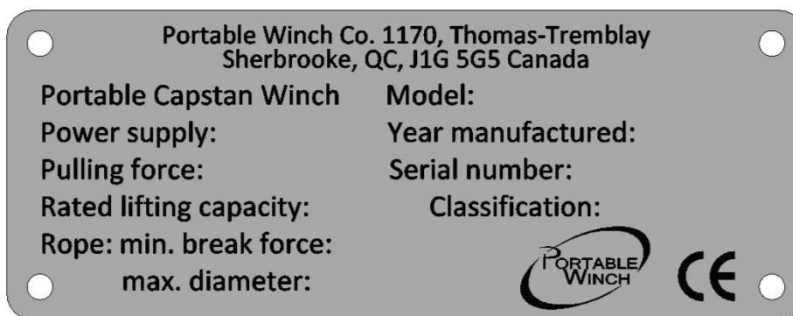 Portable Winch Co. 1170, Thomas-Tremblay
Sherbrooke, QC, J1G 5G5 Canada
Portable Capstan Winch Model:
Power supply: Year manufactured:
Pulling force: Serial number:
Rated lifting capacity: Classification:
Rope: min. break force:
max. diameter:
PORTABLE
WINCH
CE